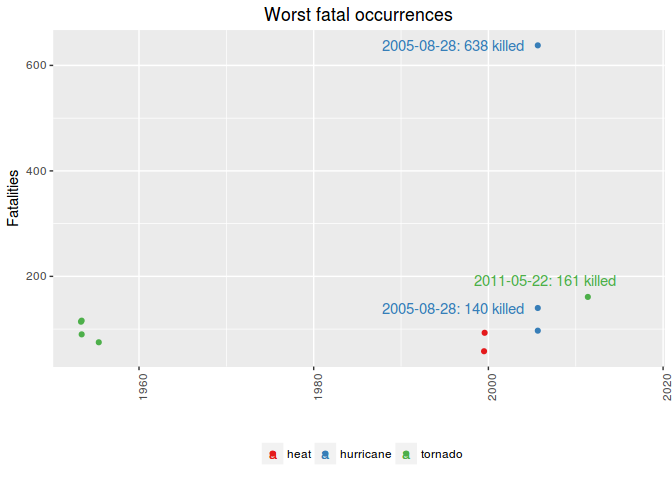 Worst fatal occurrences
Fatalities
600
400
200
2005-08-28: 638 killed
2011-05-22: 161 killed
2005-08-28: 140 killed
1960
1980
2000
2020
a heat a hurricane a tornado